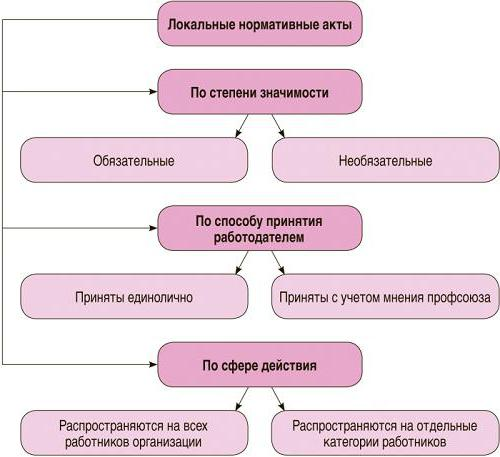 Локальные нормативные акты
По степени значимости
Обязательные
Необязательные
По способу принятия
работодателем
Приняты единолично
Приняты с учетом мнения профсоюза
По сфере действия
Распространяются на всех
работников организации
Распространяются на отдельные
категории работников